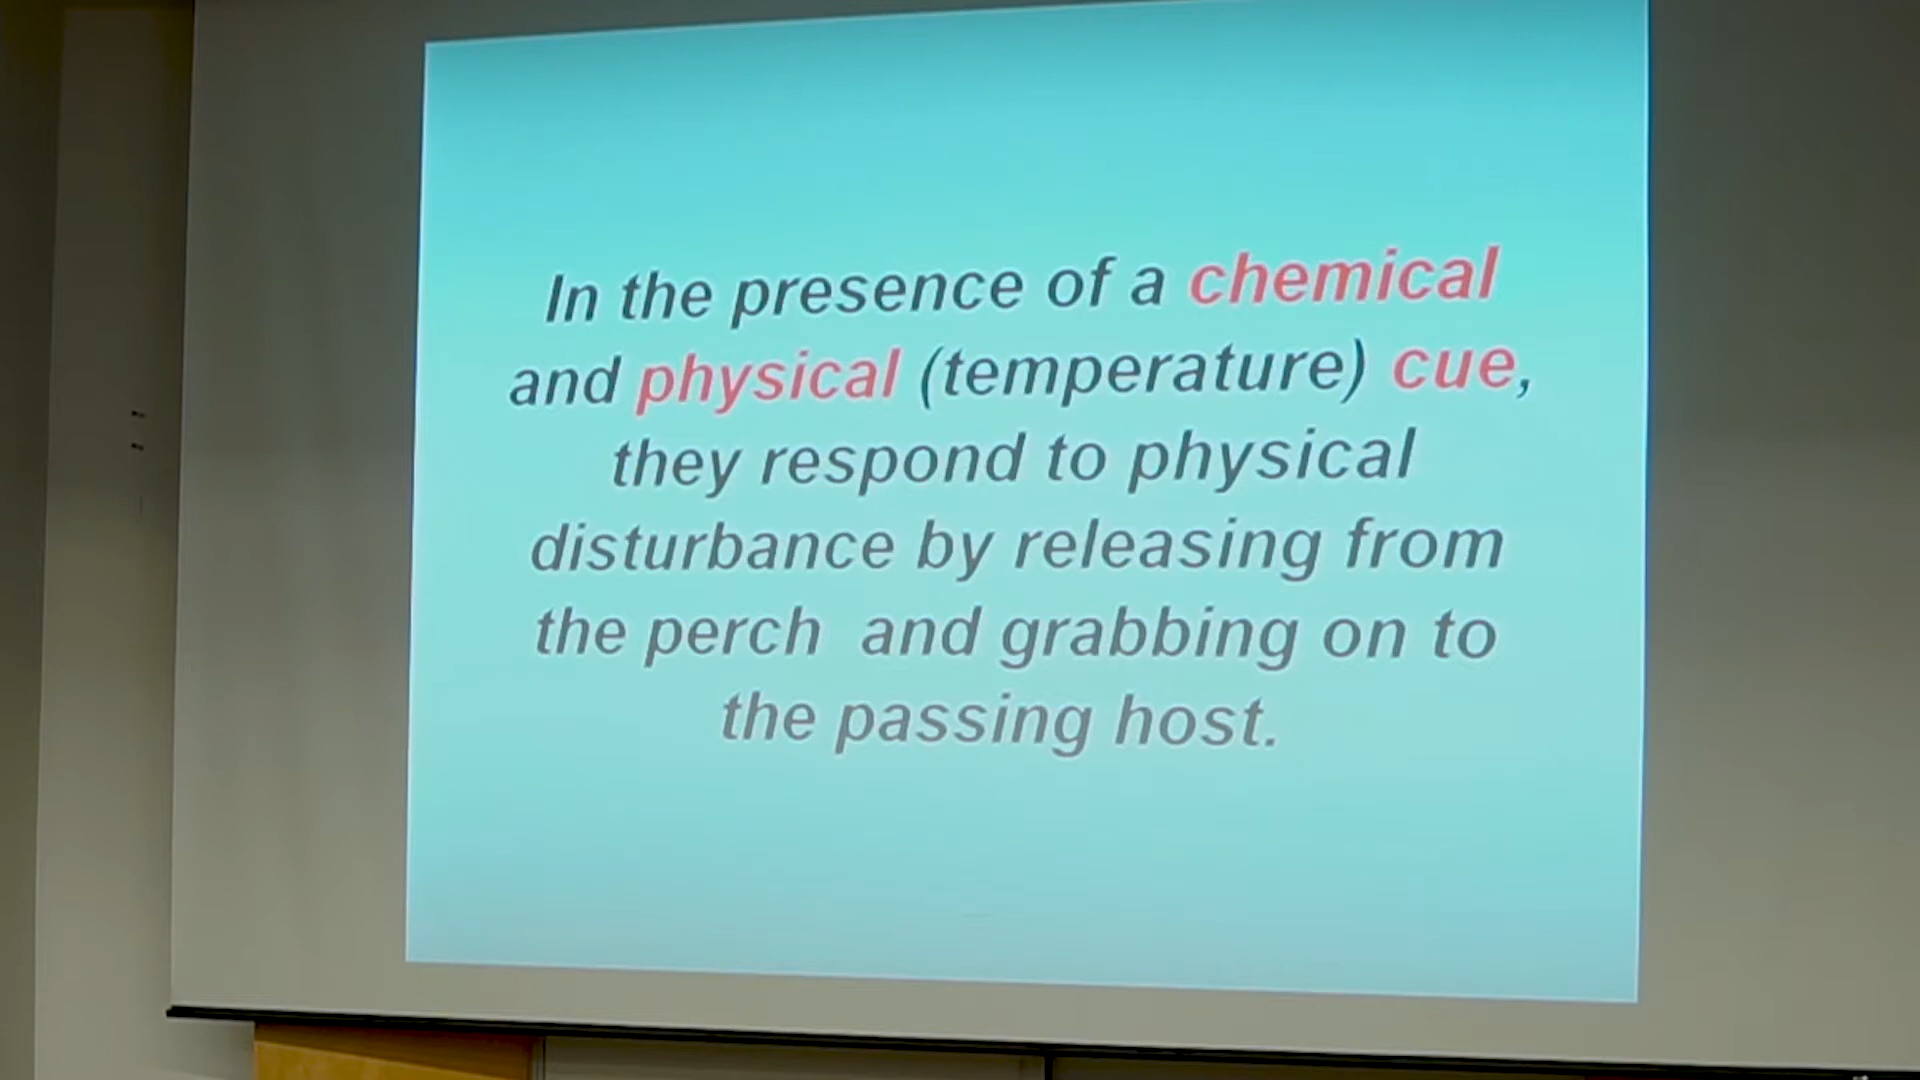 In the presence of a chemical
and physical (temperature) cue,
they respond to physical
disturbance by releasing from
the perch and grabbing on to
the passing host.